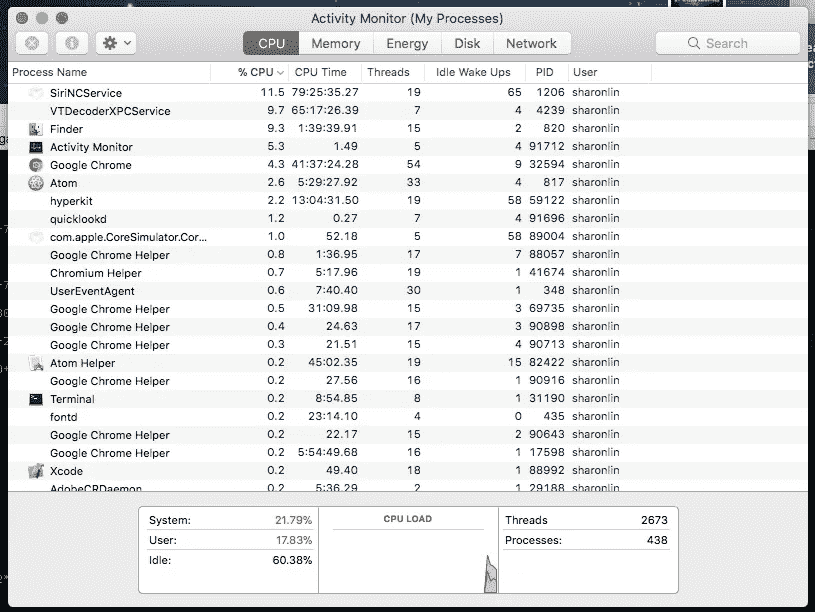 Activity Monitor (My Processes)
CPU Memory Energy Disk Network Search
Process Name % CPU CPU Time Threads Idle Wake Ups PID User
SiriNCService 11.5 79:25:35.27 19 65 1206 sharonlin
VTDecoderXPCService 9.7 65:17:26.39 7 4 4239 sharonlin
Finder 9.3 1:39:39.91 15 2 820 sharonlin
Activity Monitor 5.3 1.49 5 4 91712 sharonlin
Google Chrome 4.3 41:37:24.28 54 9 32594 sharonlin
Atom 2.6 5:29:27.92 33 4 817 sharonlin
hyperkit 2.2 13:04:31.50 19 58 59122 sharonlin
quicklookd 1.2 0.27 7 4 91696 sharonlin
com.apple.CoreSimulator.Cor... 1.0 52.18 5 58 89004 sharonlin
Google Chrome Helper 0.8 1:36.95 17 7 88057 sharonlin
Chromium Helper 0.7 5:17.96 19 1 41674 sharonlin
UserEventAgent 0.6 7:40.40 30 1 348 sharonlin
Google Chrome Helper 0.5 31:09.98 15 3 69735 sharonlin
Google Chrome Helper 0.4 24.63 17 3 90898 sharonlin
Google Chrome Helper 0.3 21.51 15 4 90713 sharonlin
Atom Helper 0.2 45:02.35 19 15 82422 sharonlin
Google Chrome Helper 0.2 27.56 16 1 90916 sharonlin
Terminal 0.2 8:54.85 8 1 31190 sharonlin
fontd 0.2 23:14.10 4 0 435 sharonlin
Google Chrome Helper 0.2 22.17 15 2 90643 sharonlin
Google Chrome Helper 0.2 5:54:49.68 16 1 17598 sharonlin
Xcode 0.2 49.40 18 1 88992 sharonlin
AdobeCRDaemon 0.2 5:36.29 2 1 29188 sharonlin
System: 21.79% CPU LOAD Threads 2673
User: 17.83% Processes: 438
Idle: 60.38%